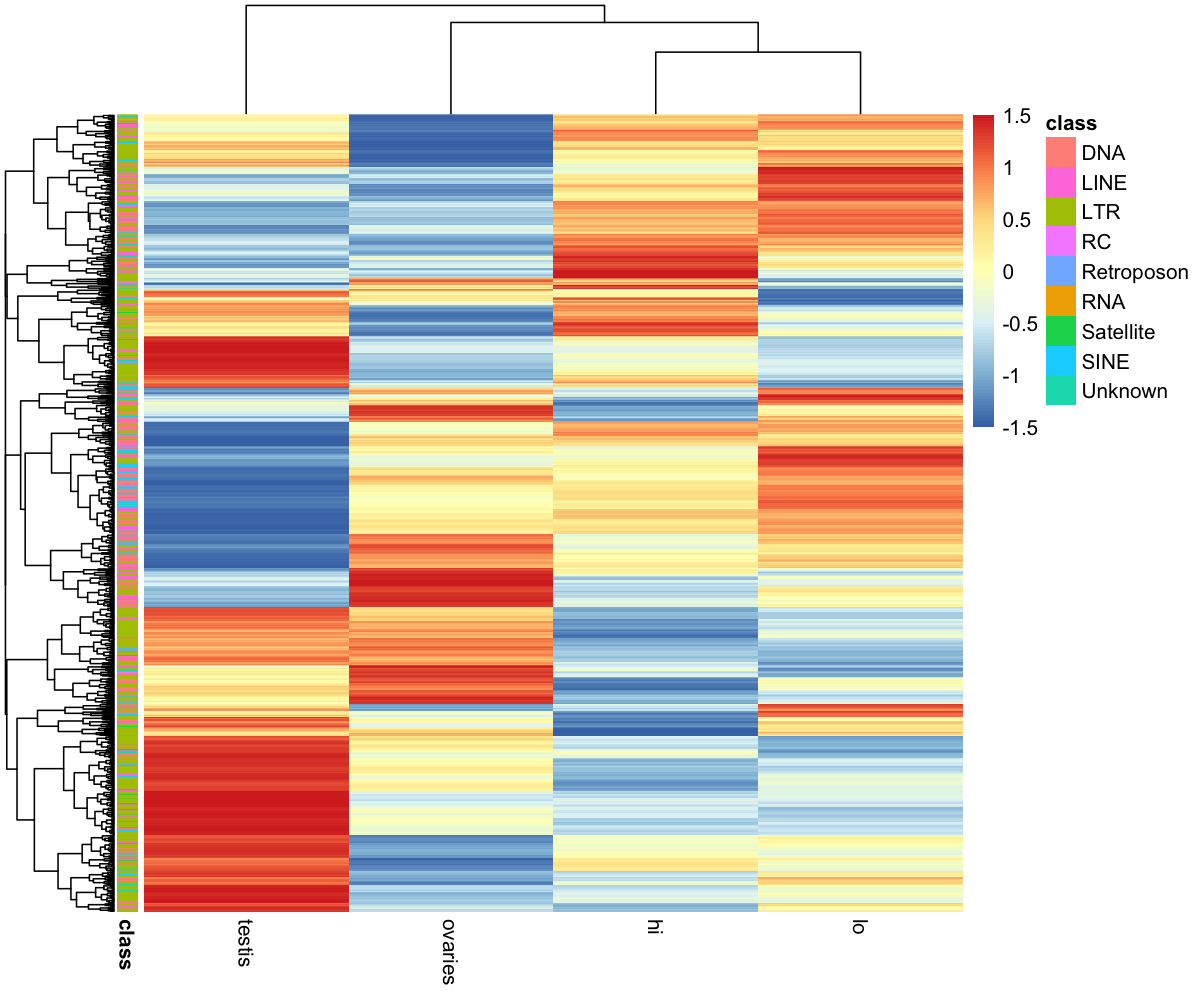 1.5
1
0.5
0
-0.5
-1
-1.5
class
DNA
LINE
LTR
RC
Retroposon
RNA
Satellite
SINE
Unknown
class
testis
ovaries
hi
lo